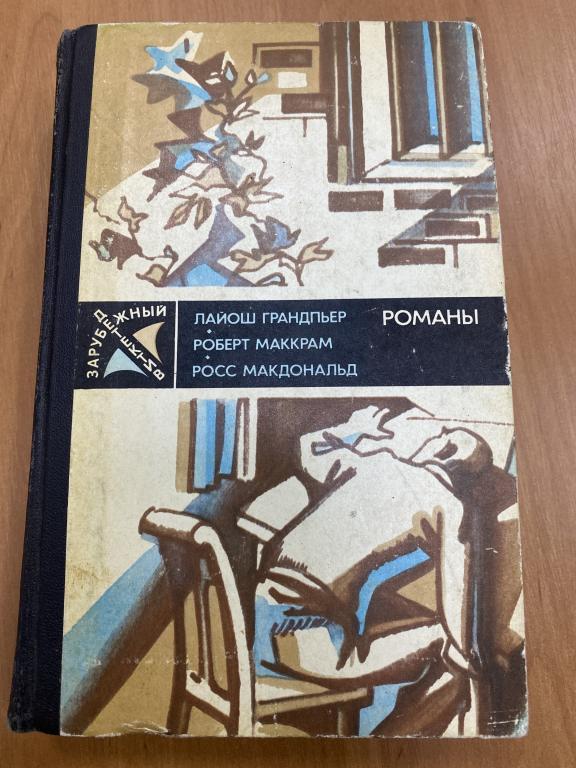 ЗАРУБЕЖНЫЙ
ДЕТЕКТИВ
ЛАЙОШ ГРАНДПЬЕР
РОБЕРТ МАККРАМ
РОСС МАКДОНАЛЬД
РОМАНЫ